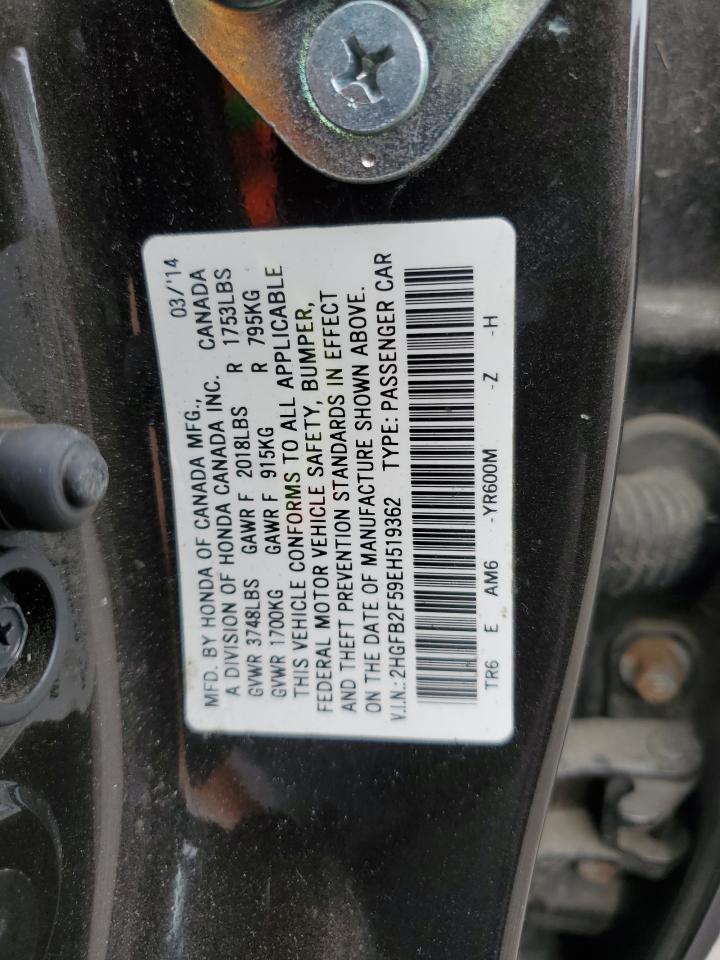 MFD. BY HONDA OF CANADA MFG., 03/'14
A DIVISION OF HONDA CANADA INC. CANADA
GVWR 3748LBS GAWR F 2018LBS R 1753LBS
GVWR 1700KG GAWR F 915KG R 795KG
THIS VEHICLE CONFORMS TO ALL APPLICABLE
FEDERAL MOTOR VEHICLE SAFETY, BUMPER,
AND THEFT PREVENTION STANDARDS IN EFFECT
ON THE DATE OF MANUFACTURE SHOWN ABOVE.
V.I.N.: 2HGFB2F59EH519362 TYPE: PASSENGER CAR
TR6 E AM6 -YR600M -Z -H